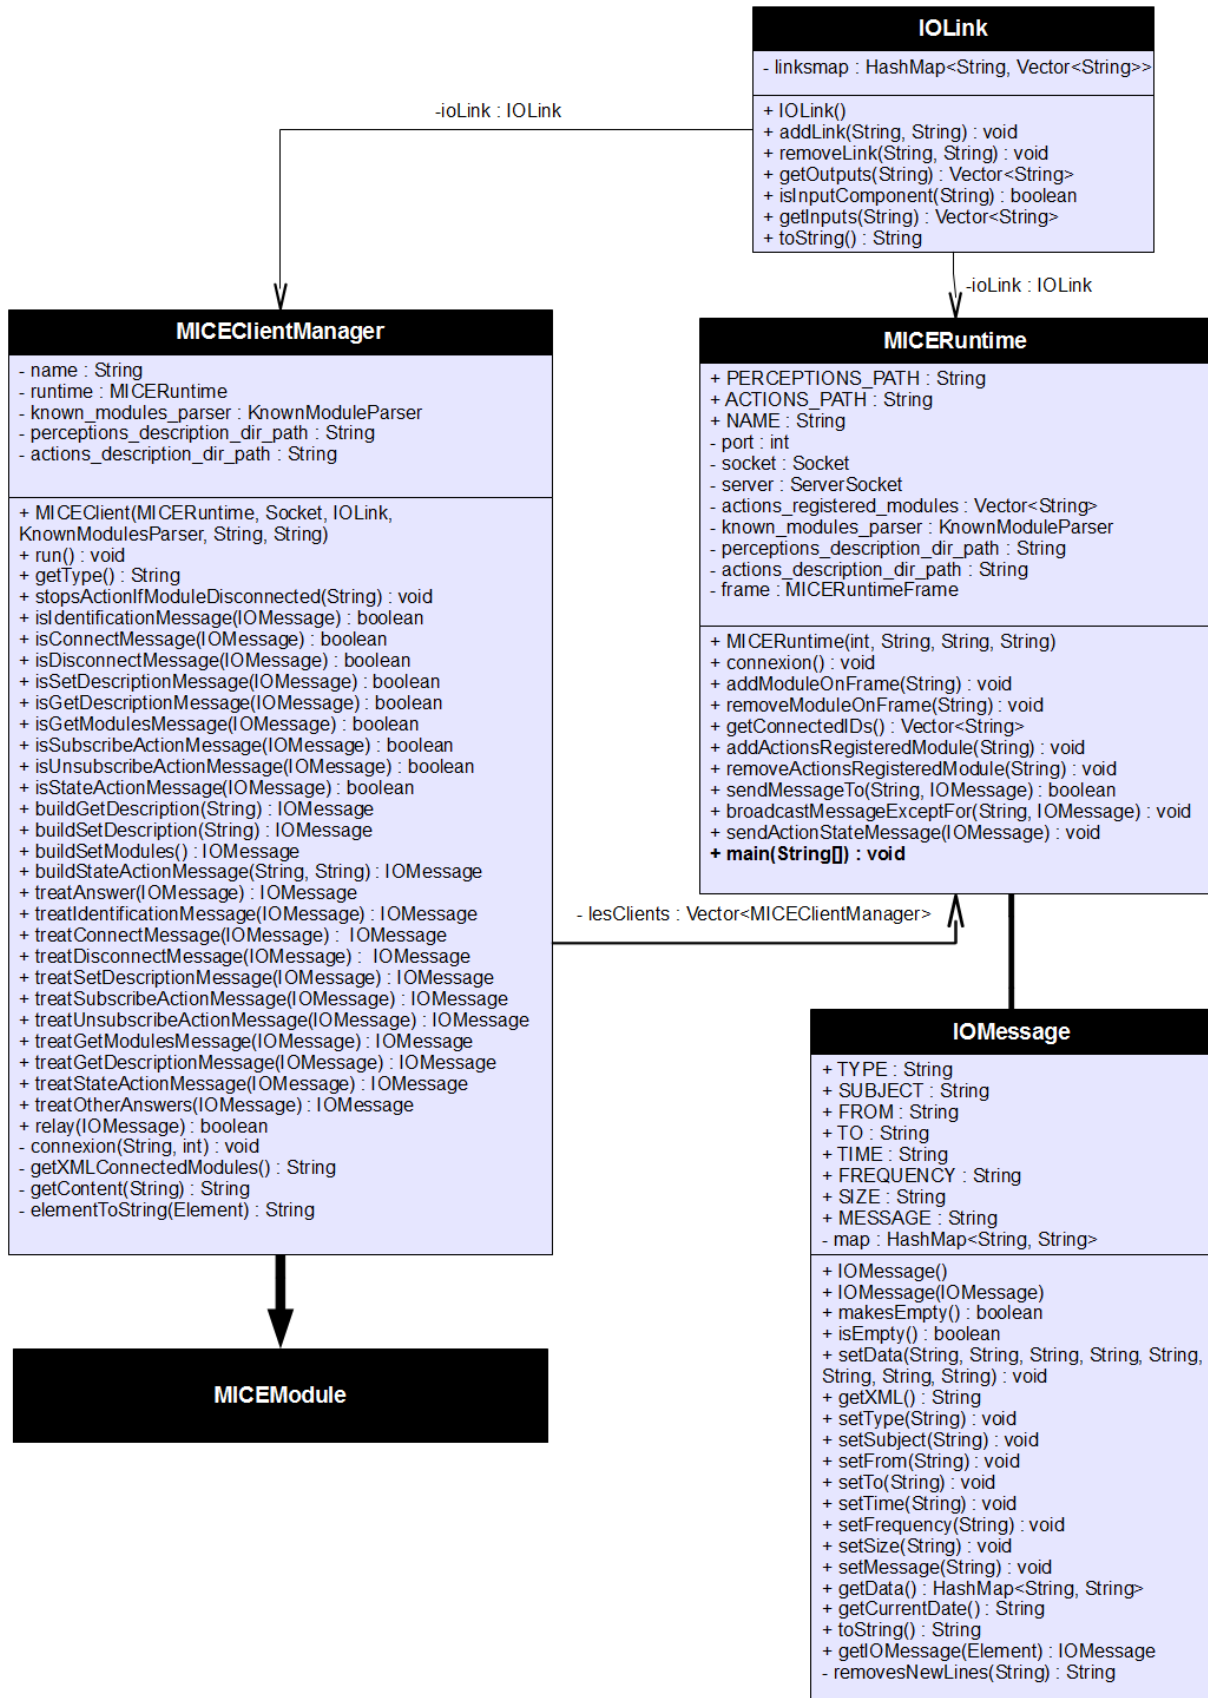 IOLink
- linksmap : HashMap<String, Vector<String>>
+ IOLink()
+ addLink(String, String) : void
+ removeLink(String, String) : void
+ getOutputs(String) : Vector<String>
+ isInputComponent(String) : boolean
+ getInputs(String) : Vector<String>
+ toString() : String
-ioLink : IOLink
-ioLink : IOLink
MICEClientManager
- name : String
- runtime : MICERuntime
- known_modules_parser : KnownModuleParser
- perceptions_description_dir_path : String
- actions_description_dir_path : String
+ MICEClient(MICERuntime, Socket, IOLink,
KnownModulesParser, String, String)
+ run() : void
+ getType() : String
+ stopsActionIfModuleDisconnected(String) : void
+ isIdentificationMessage(IOMessage) : boolean
+ isConnectMessage(IOMessage) : boolean
+ isDisconnectMessage(IOMessage) : boolean
+ isSetDescriptionMessage(IOMessage) : boolean
+ isGetDescriptionMessage(IOMessage) : boolean
+ isGetModulesMessage(IOMessage) : boolean
+ isSubscribeActionMessage(IOMessage) : boolean
+ isUnsubscribeActionMessage(IOMessage) : boolean
+ isStateActionMessage(IOMessage) : boolean
+ buildGetDescription(String) : IOMessage
+ buildSetDescription(String) : IOMessage
+ buildSetModules() : IOMessage
+ buildStateActionMessage(String, String) : IOMessage
+ treatAnswer(IOMessage) : IOMessage
+ treatIdentificationMessage(IOMessage) : IOMessage
+ treatConnectMessage(IOMessage) :  IOMessage
+ treatDisconnectMessage(IOMessage) :  IOMessage
+ treatSetDescriptionMessage(IOMessage) : IOMessage
+ treatSubscribeActionMessage(IOMessage) : IOMessage
+ treatUnsubscribeActionMessage(IOMessage) : IOMessage
+ treatGetModulesMessage(IOMessage) : IOMessage
+ treatGetDescriptionMessage(IOMessage) : IOMessage
+ treatStateActionMessage(IOMessage) : IOMessage
+ treatOtherAnswers(IOMessage) : IOMessage
+ relay(IOMessage) : boolean
- connexion(String, int) : void
- getXMLConnectedModules() : String
- getContent(String) : String
- elementToString(Element) : String
MICERuntime
+ PERCEPTIONS_PATH : String
+ ACTIONS_PATH : String
+ NAME : String
- port : int
- socket : Socket
- server : ServerSocket
- actions_registered_modules : Vector<String>
- known_modules_parser : KnownModuleParser
- perceptions_description_dir_path : String
- actions_description_dir_path : String
- frame : MICERuntimeFrame
+ MICERuntime(int, String, String, String)
+ connexion() : void
+ addModuleOnFrame(String) : void
+ removeModuleOnFrame(String) : void
+ getConnectedIDs() : Vector<String>
+ addActionsRegisteredModule(String) : void
+ removeActionsRegisteredModule(String) : void
+ sendMessageTo(String, IOMessage) : boolean
+ broadcastMessageExceptFor(String, IOMessage) : void
+ sendActionStateMessage(IOMessage) : void
+ main(String[]) : void
- lesClients : Vector<MICEClientManager>
IOMessage
+ TYPE : String
+ SUBJECT : String
+ FROM : String
+ TO : String
+ TIME : String
+ FREQUENCY : String
+ SIZE : String
+ MESSAGE : String
- map : HashMap<String, String>
+ IOMessage()
+ IOMessage(IOMessage)
+ makesEmpty() : boolean
+ isEmpty() : boolean
+ setData(String, String, String, String, String,
String, String, String) : void
+ getXML() : String
+ setType(String) : void
+ setSubject(String) : void
+ setFrom(String) : void
+ setTo(String) : void
+ setTime(String) : void
+ setFrequency(String) : void
+ setSize(String) : void
+ setMessage(String) : void
+ getData() : HashMap<String, String>
+ getCurrentDate() : String
+ toString() : String
+ getIOMessage(Element) : IOMessage
- removesNewLines(String) : String
MICEModule